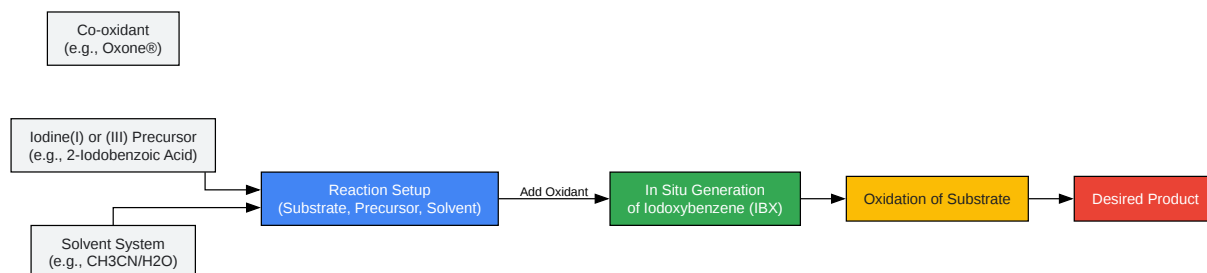 Co-oxidant
(e.g., Oxone®)
Iodine(I) or (III) Precursor
(e.g., 2-Iodobenzoic Acid)
Reaction Setup
(Substrate, Precursor, Solvent)
Add Oxidant
In Situ Generation
of Iodoxybenzene (IBX)
Oxidation of Substrate
Desired Product
Solvent System
(e.g., CH3CN/H2O)